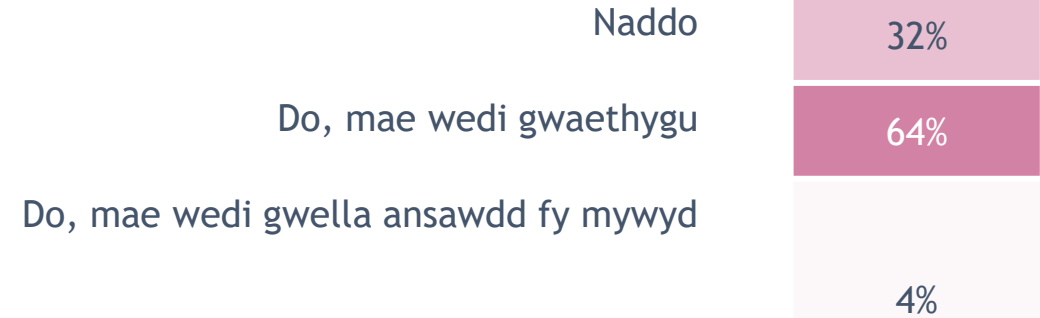 Naddo 32%
Do, mae wedi gwaethygu 64%
Do, mae wedi gwella ansawdd fy mywyd
4%